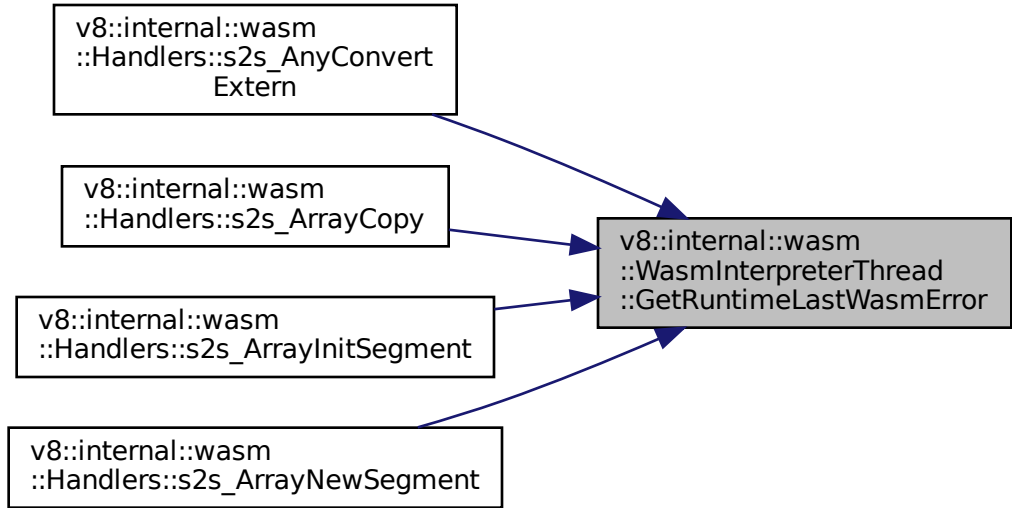 v8::internal::wasm
::Handlers::s2s_AnyConvert
Extern
v8::internal::wasm
::Handlers::s2s_ArrayCopy
v8::internal::wasm
::WasmInterpreterThread
::GetRuntimeLastWasmError
v8::internal::wasm
::Handlers::s2s_ArrayInitSegment
v8::internal::wasm
::Handlers::s2s_ArrayNewSegment